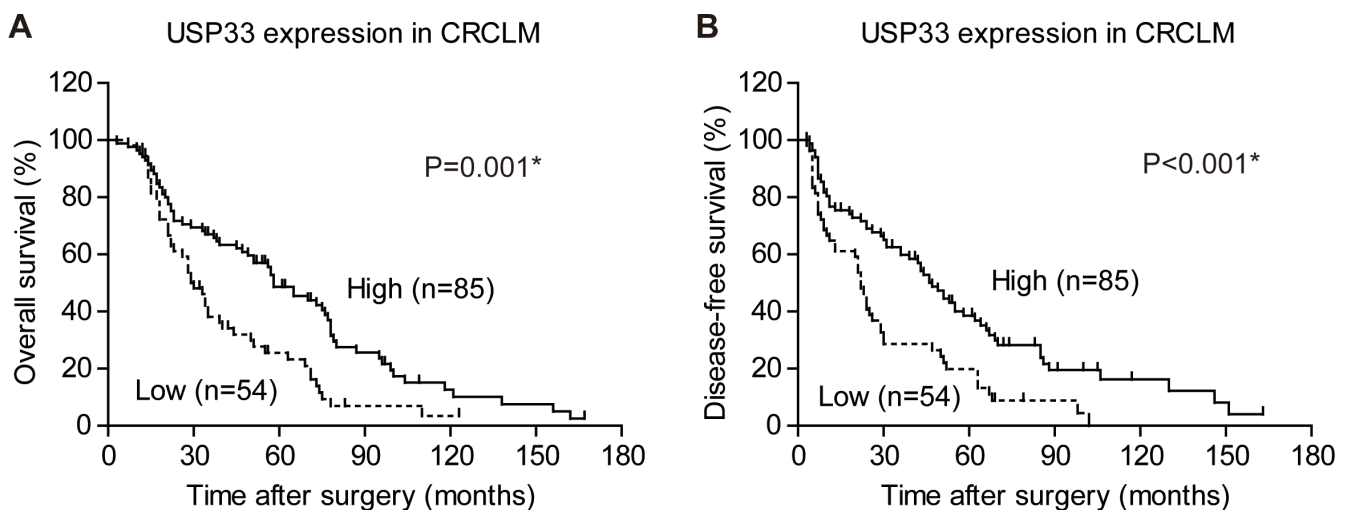 A
USP33 expression in CRCLM
Overall survival (%)
120
100
80
60
40
20
0
P=0.001*
High (n=85)
Low (n=54)
0 30 60 90 120 150 180
Time after surgery (months)
B
USP33 expression in CRCLM
Disease-free survival (%)
120
100
80
60
40
20
0
P<0.001*
High (n=85)
Low (n=54)
0 30 60 90 120 150 180
Time after surgery (months)